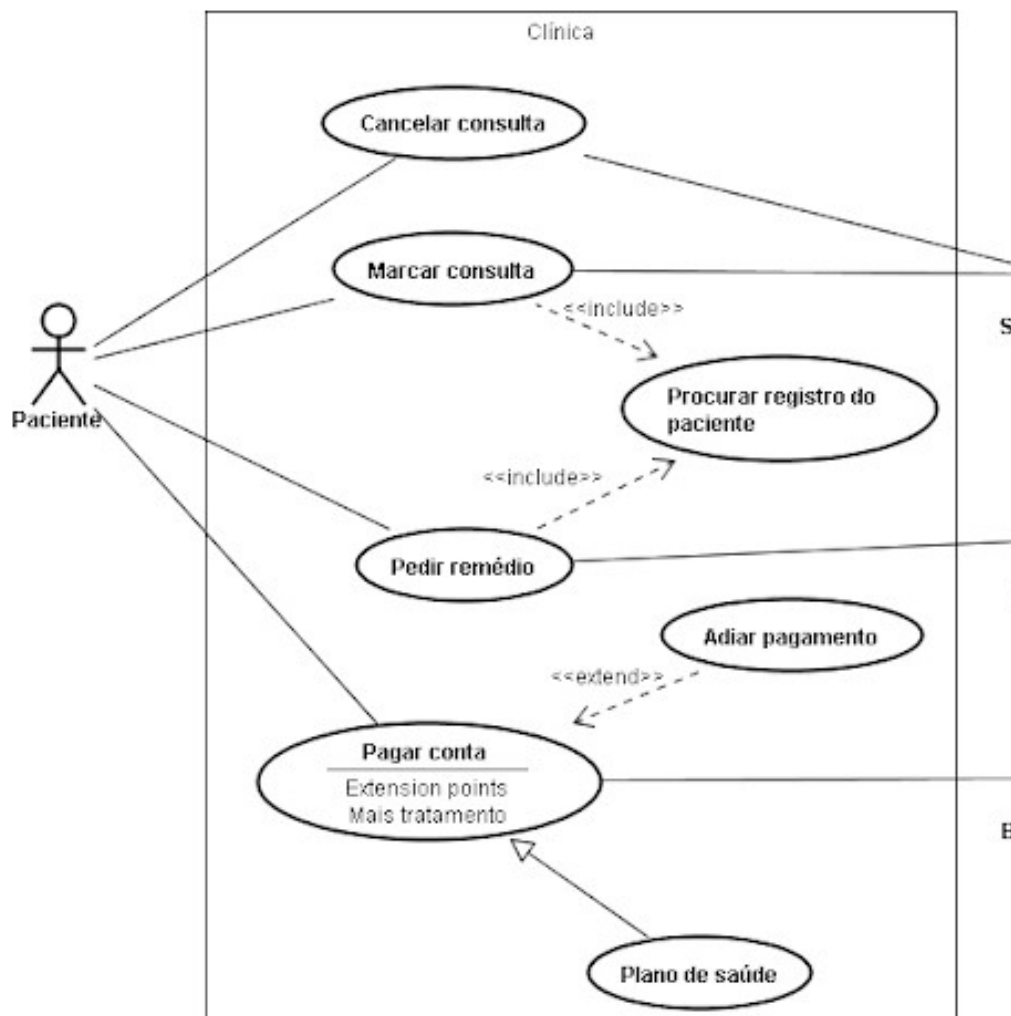 Clínica
Cancelar consulta
Marcar consulta
<<include>>
S
Procurar registro do
paciente
Paciente
<<include>>
Pedir remédio
Adiar pagamento
<<extend>>
Pagar conta
Extension points
Mais tratamento
B
Plano de saúde